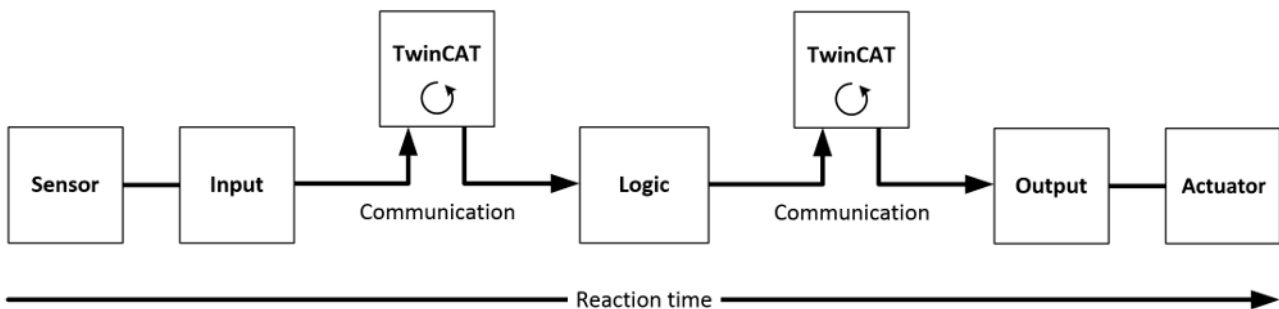 TwinCAT
TwinCAT
Sensor
Input
Communication
Logic
Communication
Output
Actuator
Reaction time